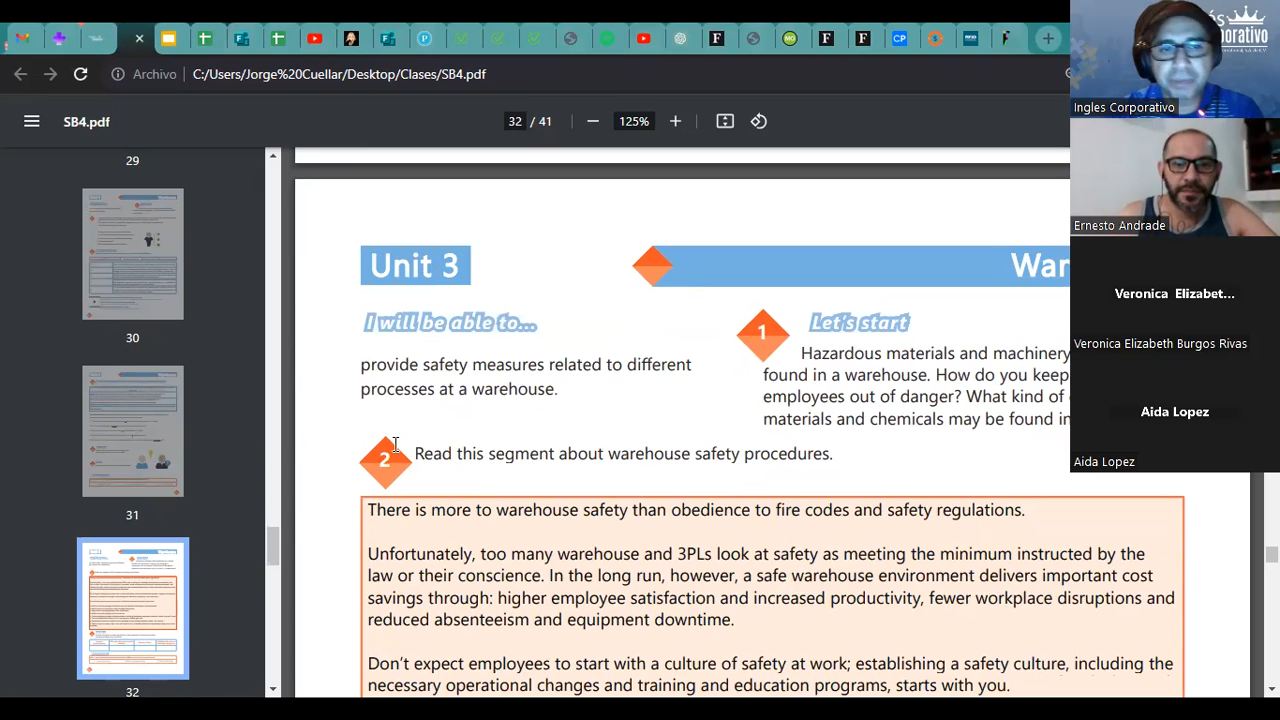 Archivo
C:/Users/Jorge%20Cuellar/Desktop/Clases/SB4.pdf
SB4.pdf
32 / 41
125%
29
30
31
32
Unit 3
War
I will be able to...
provide safety measures related to different
processes at a warehouse.
1
Let's start
Hazardous materials and machinery
found in a warehouse. How do you keep
employees out of danger? What kind of
materials and chemicals may be found in
2
Read this segment about warehouse safety procedures.
There is more to warehouse safety than obedience to fire codes and safety regulations.
Unfortunately, too many warehouse and 3PLs look at safety as meeting the minimum instructed by the
law or their conscience. In the long run, however, a safe warehouse environment delivers important cost
savings through: higher employee satisfaction and increased productivity, fewer workplace disruptions and
reduced absenteeism and equipment downtime.
Don't expect employees to start with a culture of safety at work; establishing a safety culture, including the
necessary operational changes and training and education programs, starts with you.
Ingles Corporativo
Ernesto Andrade
Veronica Elizabet...
Veronica Elizabeth Burgos Rivas
Aida Lopez
Aida Lopez